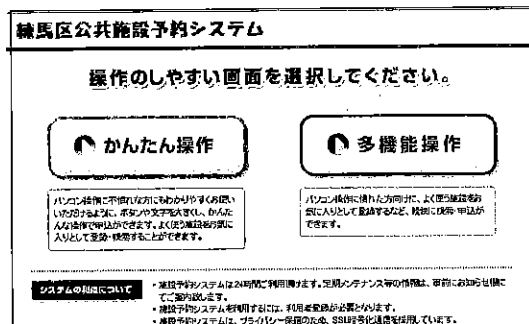 練馬区公共施設予約システム
操作のしやすい画面を選択してください。
かんたん操作
多機能操作
パソコン操作に不慣れな方にもわかりやすくお使い
いただけるように、ボタンや文字を大きくし、かんた
んな操作で申込ができます。よく使う施設をお気に
入りとして登録・検索することができます。
パソコン操作に慣れた方向けに、よく使う施設をお
気に入りとして登録するなど、簡便に検索・申込が
できます。
システムの利用について
・施設予約システムは24時間ご利用頂けます。定期メンテナンス等の情報は、事前にお知らせ欄に
てご案内致します。
・施設予約システムを利用するには、利用者登録が必要となります。
・施設予約システムは、プライバシー保護のため、SSL暗号化通信を採用しています。